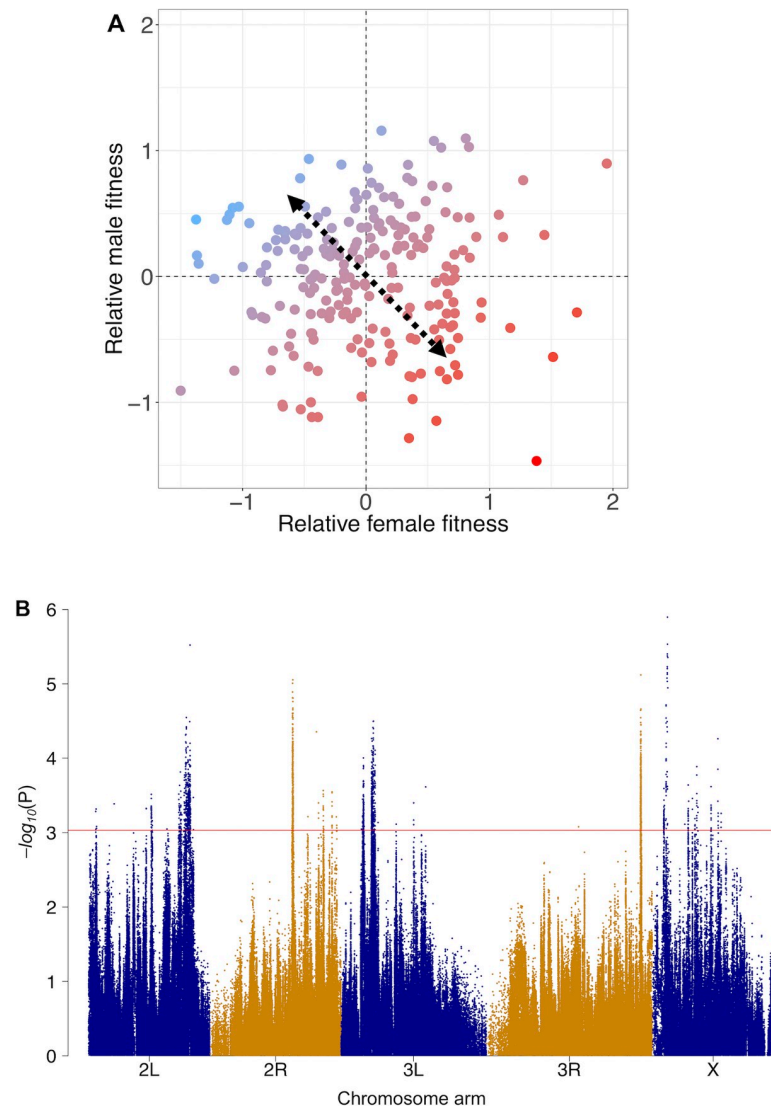 A
2
1
0
−1
Relative male fitness
−1 0 1 2
Relative female fitness
B
6
5
4
3
2
1
0
−log10(P)
2L 2R 3L 3R X
Chromosome arm